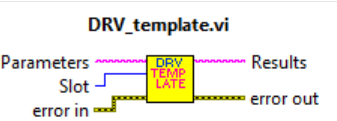 DRV_template.vi
Parameters
DRV
TEMP
LATE
Results
Slot
error in
error out